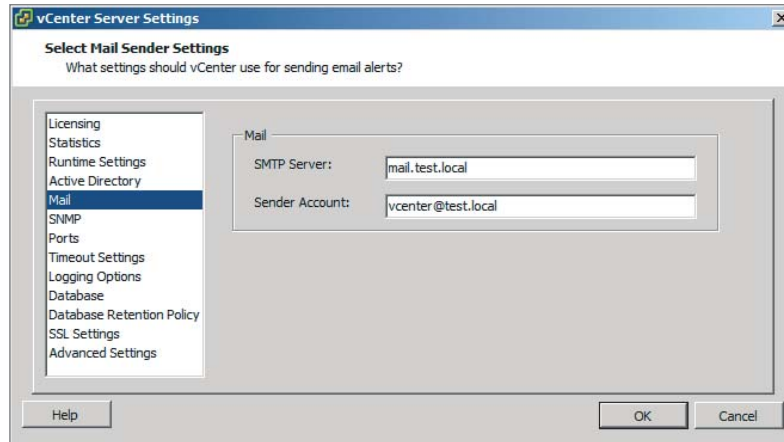 vCenter Server Settings
Select Mail Sender Settings
What settings should vCenter use for sending email alerts?
Licensing
Statistics
Runtime Settings
Active Directory
Mail
SNMP
Ports
Timeout Settings
Logging Options
Database
Database Retention Policy
SSL Settings
Advanced Settings
Mail
SMTP Server: mail.test.local
Sender Account: vcenter@test.local
Help OK Cancel